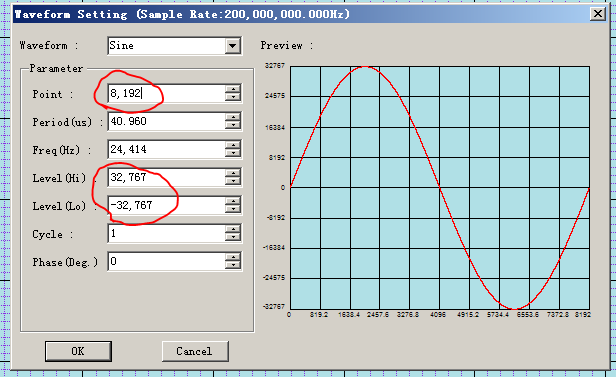 Waveform Setting (Sample Rate:200,000,000.000Hz)
Waveform : Sine
Preview :
Parameter
Point : 8,192
Period(us) : 40.960
Freq(Hz) : 24,414
Level(Hi) : 32,767
Level(Lo) : -32,767
Cycle : 1
Phase(Deg.) 0
OK Cancel
32767
24575
16384
8192
0
-8192
-16384
-24575
-32767
0 819.2 1638.4 2457.6 3276.8 4096 4915.2 5734.4 6553.6 7372.8 8192